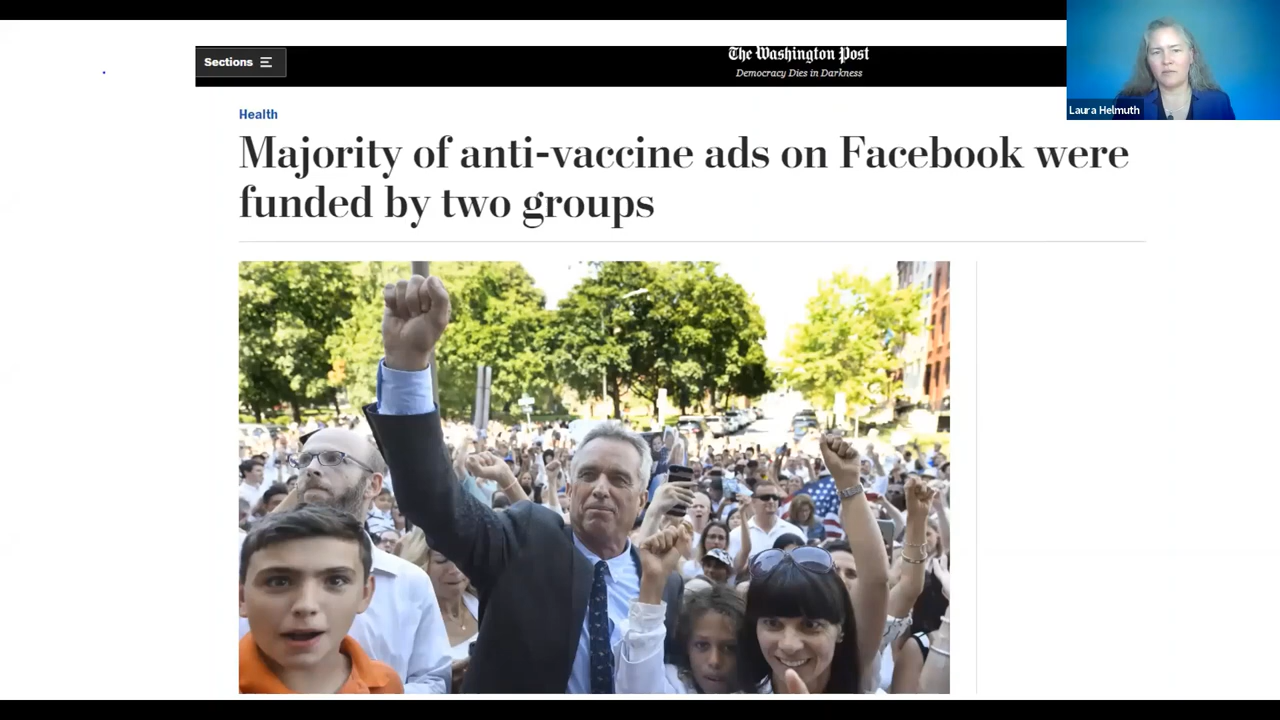 Sections
The Washington Post
Democracy Dies in Darkness
Laura Helmuth
Health
Majority of anti-vaccine ads on Facebook were
funded by two groups